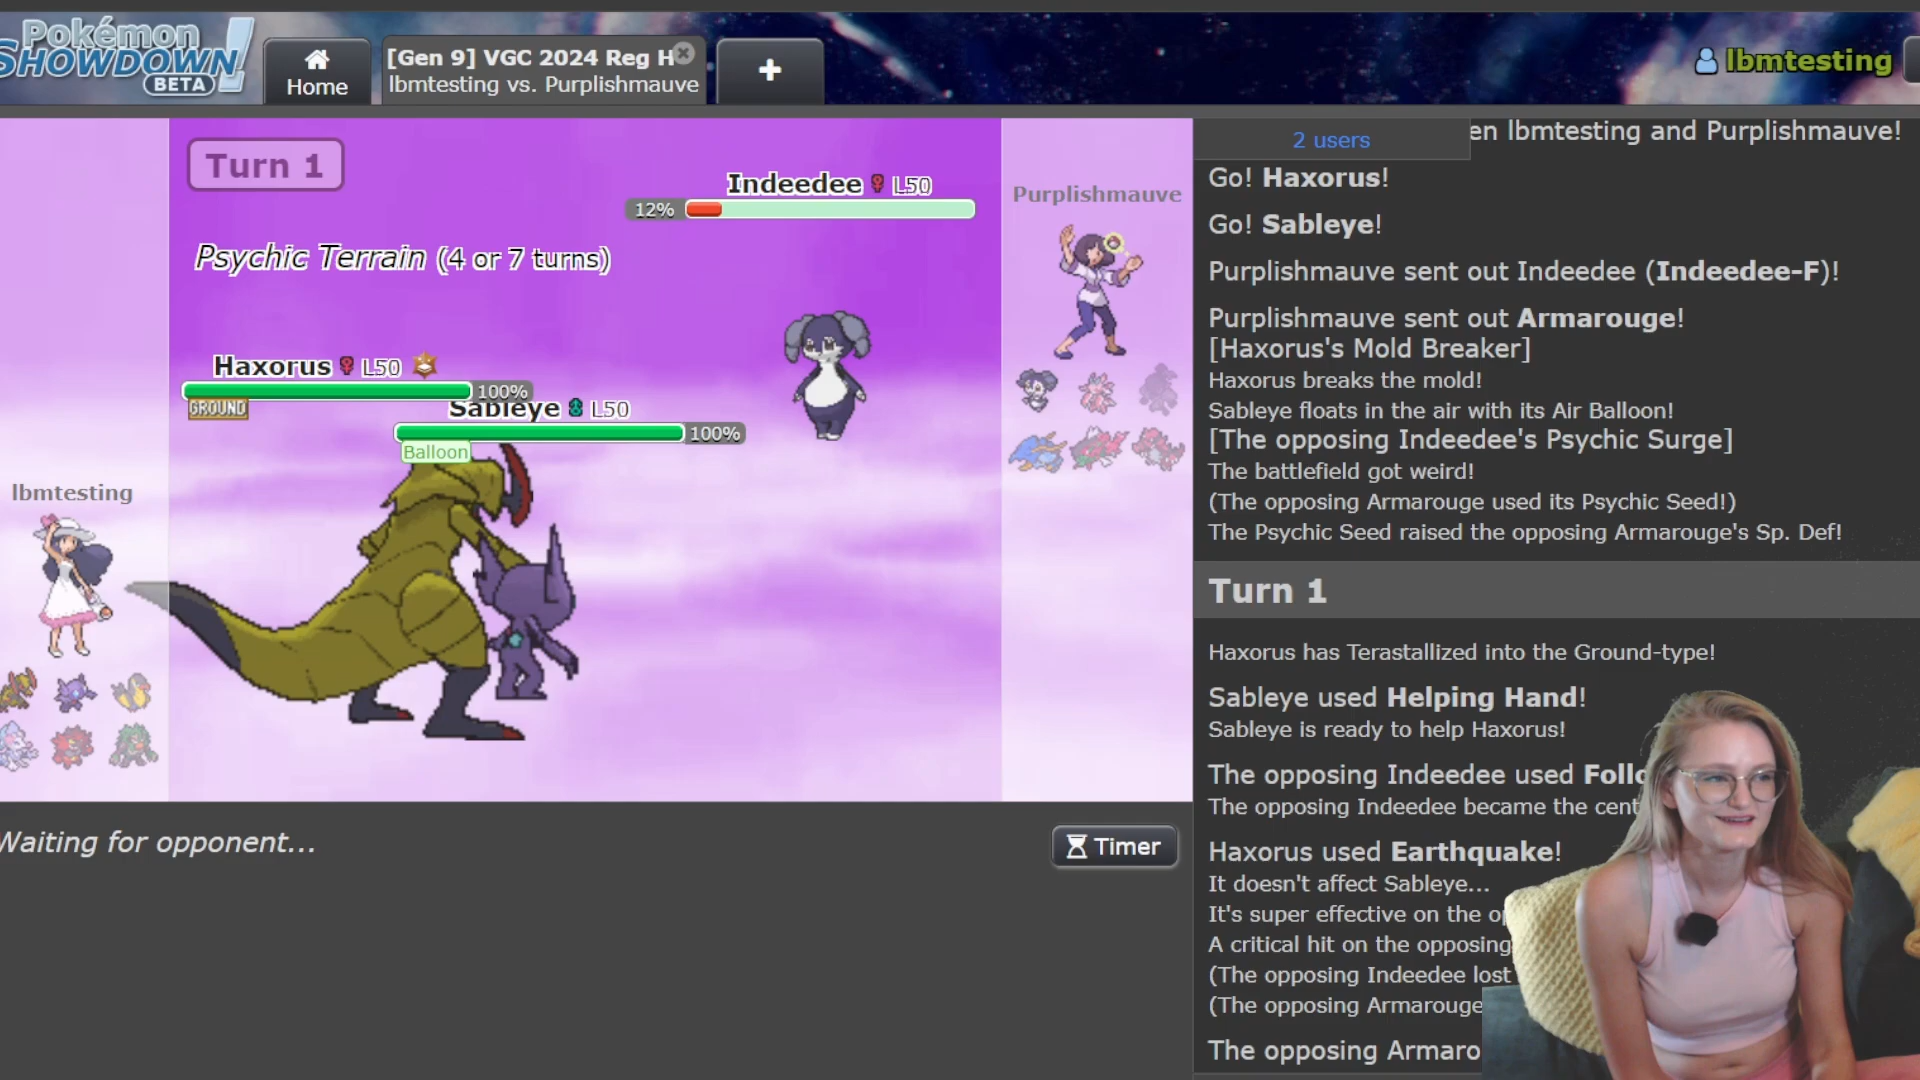 Pokémon
SHOWDOWN!
BETA
Home
[Gen 9] VGC 2024 Reg H
lbmtesting vs. Purplishmauve
+
lbmtesting
Turn 1
Indeedee L50
12%
Psychic Terrain (4 or 7 turns)
Haxorus L50
100%
GROUND
Sableye L50
100%
Balloon
lbmtesting
Purplishmauve
2 users
en lbmtesting and Purplishmauve!
Go! Haxorus!
Go! Sableye!
Purplishmauve sent out Indeedee (Indeedee-F)!
Purplishmauve sent out Armarouge!
[Haxorus's Mold Breaker]
Haxorus breaks the mold!
Sableye floats in the air with its Air Balloon!
[The opposing Indeedee's Psychic Surge]
The battlefield got weird!
(The opposing Armarouge used its Psychic Seed!)
The Psychic Seed raised the opposing Armarouge's Sp. Def!
Turn 1
Haxorus has Terastallized into the Ground-type!
Sableye used Helping Hand!
Sableye is ready to help Haxorus!
The opposing Indeedee used Follo
The opposing Indeedee became the cent
Haxorus used Earthquake!
It doesn't affect Sableye...
It's super effective on the op
A critical hit on the opposing
(The opposing Indeedee lost
(The opposing Armarouge
The opposing Armaro
Waiting for opponent...
Timer